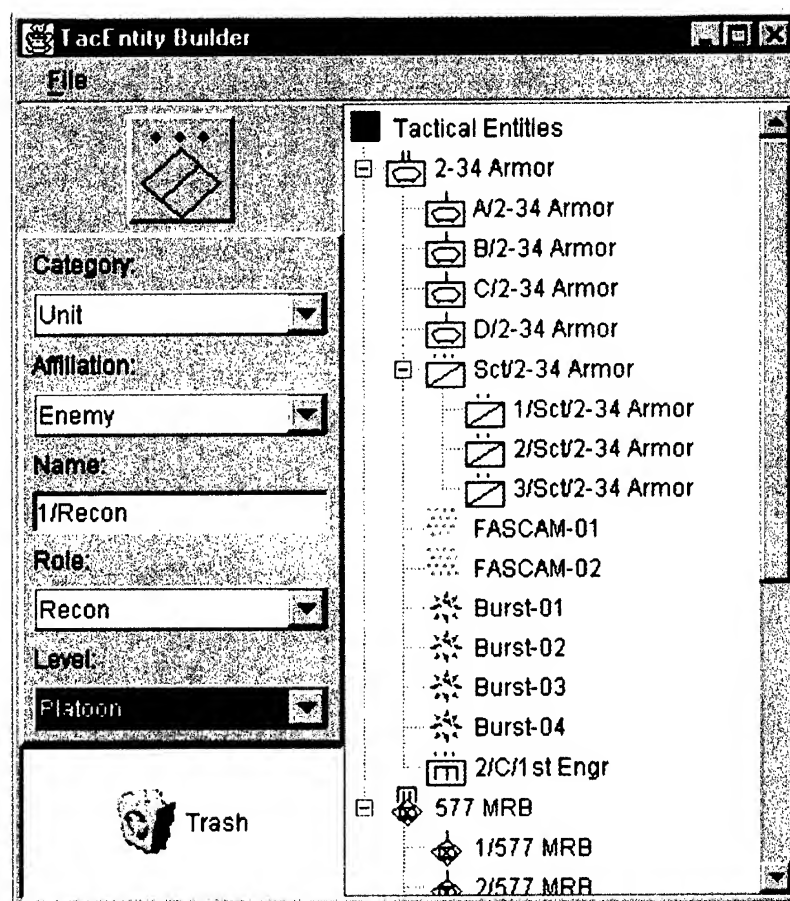 TacEntity Builder
File
Category:
Unit
Affiliation:
Enemy
Name:
1/Recon
Role:
Recon
Level:
Platoon
Trash
Tactical Entities
2-34 Armor
A/2-34 Armor
B/2-34 Armor
C/2-34 Armor
D/2-34 Armor
Sct/2-34 Armor
1/Sct/2-34 Armor
2/Sct/2-34 Armor
3/Sct/2-34 Armor
FASCAM-01
FASCAM-02
Burst-01
Burst-02
Burst-03
Burst-04
2/C/1st Engr
577 MRB
1/577 MRB
2/577 MRB